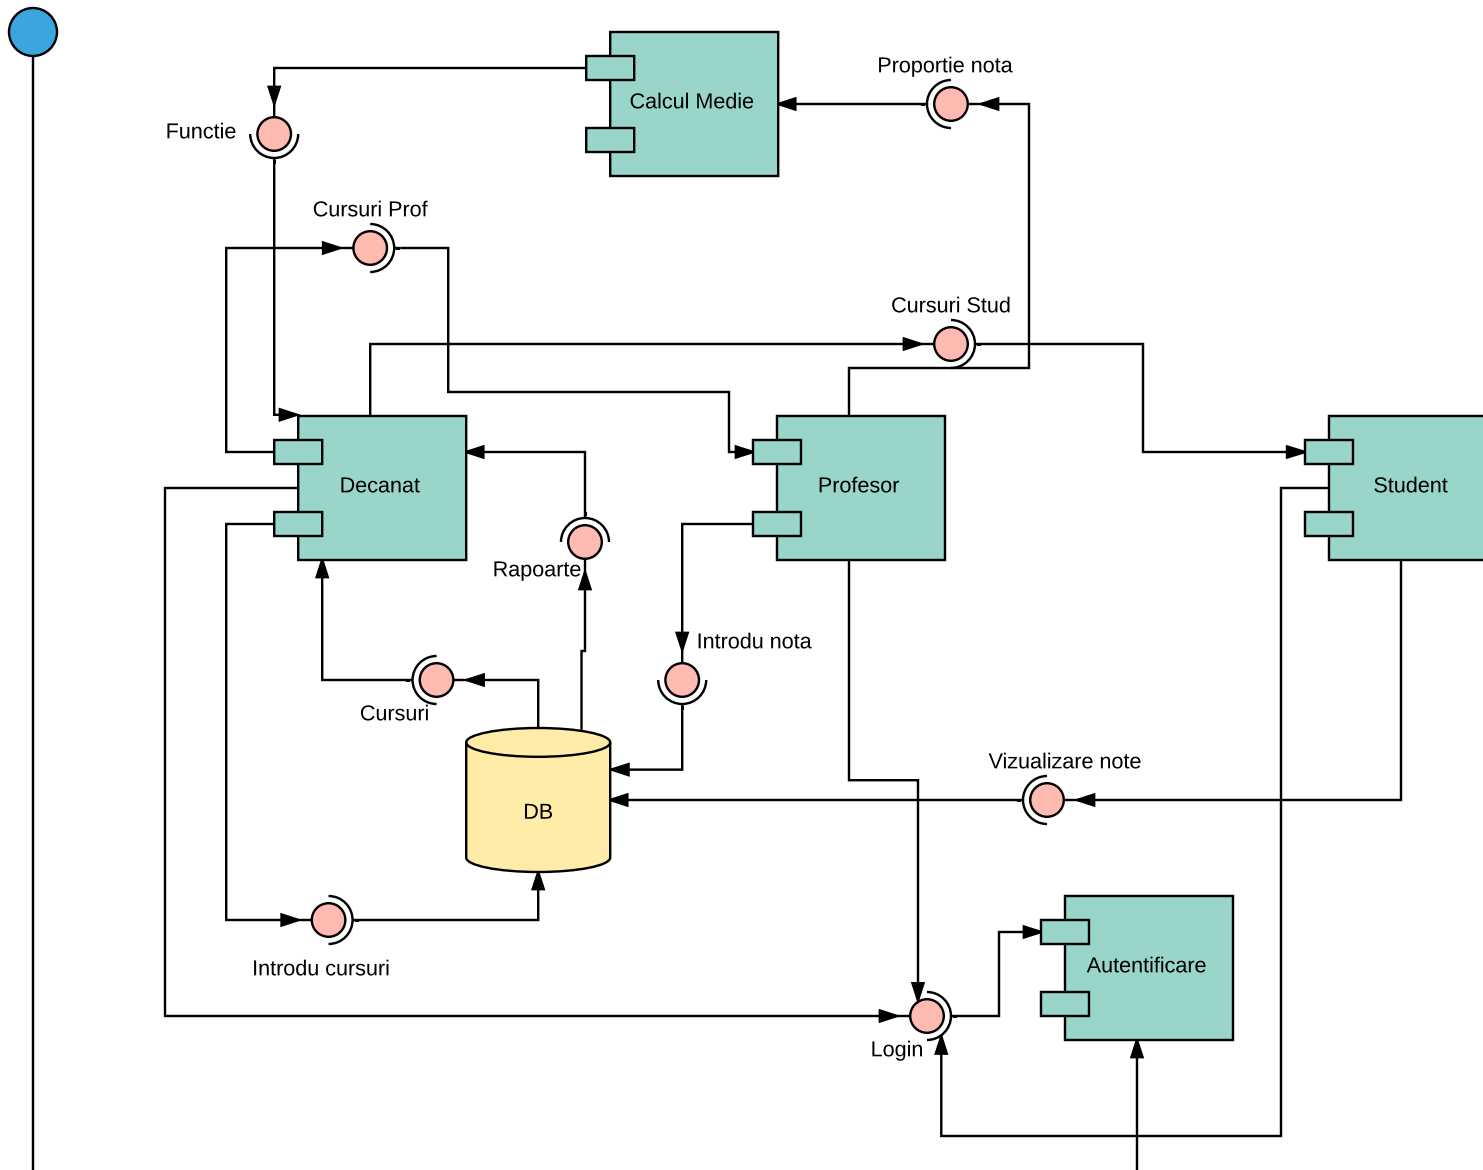 Proportie nota
Calcul Medie
Functie
Cursuri Prof
Cursuri Stud
Decanat
Profesor
Student
Rapoarte
Introdu nota
Cursuri
Vizualizare note
DB
Introdu cursuri
Autentificare
Login